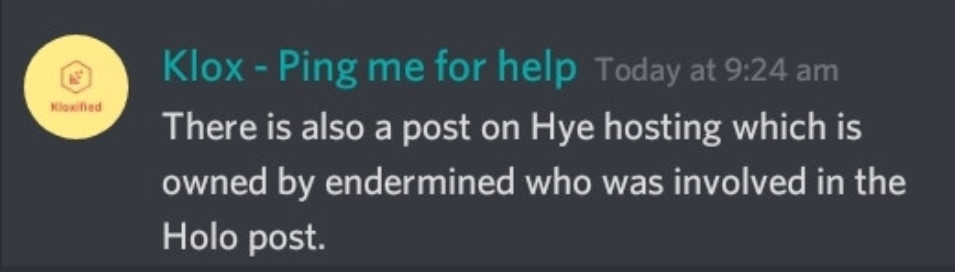 Klox - Ping me for help Today at 9:24 am
Kloxified
There is also a post on Hye hosting which is
owned by endermined who was involved in the
Holo post.